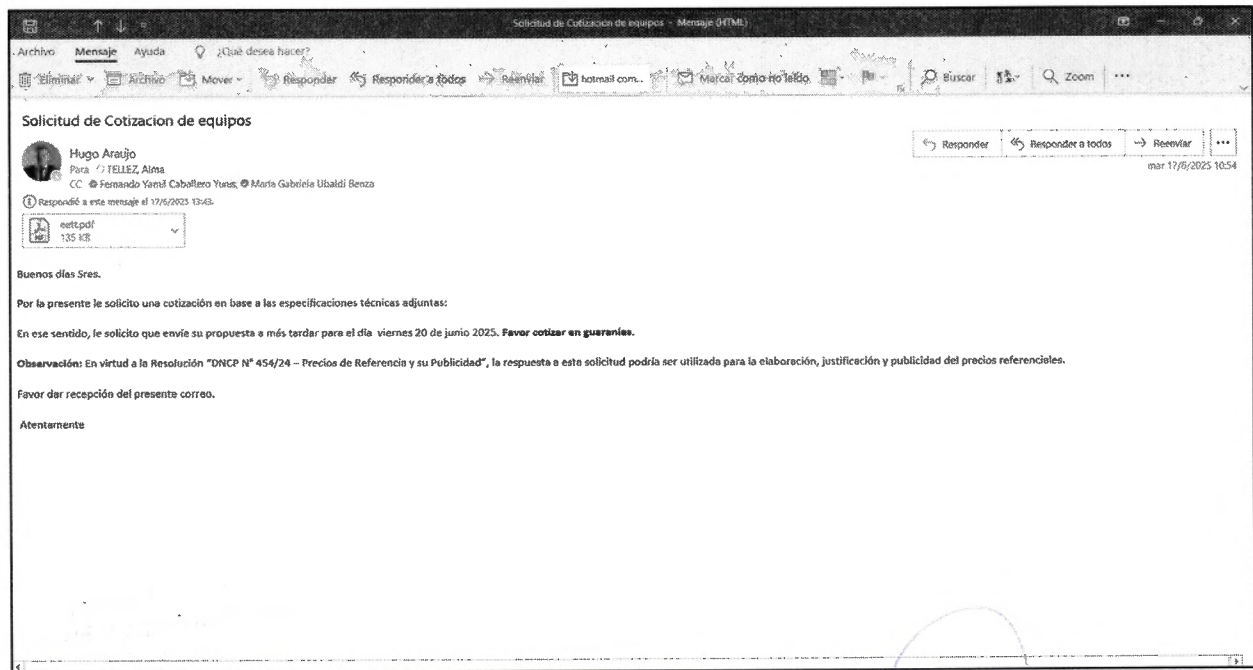 Solicitud de Cotizacion de equipos - Mensaje (HTML)
Archivo Mensaje Ayuda ¿Qué desea hacer?
Eliminar Archivo Mover Responder Responder a todos Reenviar hotmail com.. Marcar como no leído Buscar Zoom ...
Solicitud de Cotizacion de equipos
Responder Responder a todos Reenviar ...
mar 17/6/2025 10:54
Hugo Araujo
Para TELLEZ, Alma
CC Fernando Yamil Caballero Yunis; María Gabriela Ubaldi Benza
Respondió a este mensaje el 17/6/2025 13:43.
eett.pdf
135 KB
Buenos días Sres.
Por la presente le solicito una cotización en base a las especificaciones técnicas adjuntas:
En ese sentido, le solicito que envíe su propuesta a más tardar para el día viernes 20 de junio 2025. Favor cotizar en guaraníes.
Observación: En virtud a la Resolución "DNCP N° 454/24 – Precios de Referencia y su Publicidad", la respuesta a esta solicitud podría ser utilizada para la elaboración, justificación y publicidad del precios referenciales.
Favor dar recepción del presente correo.
Atentamente